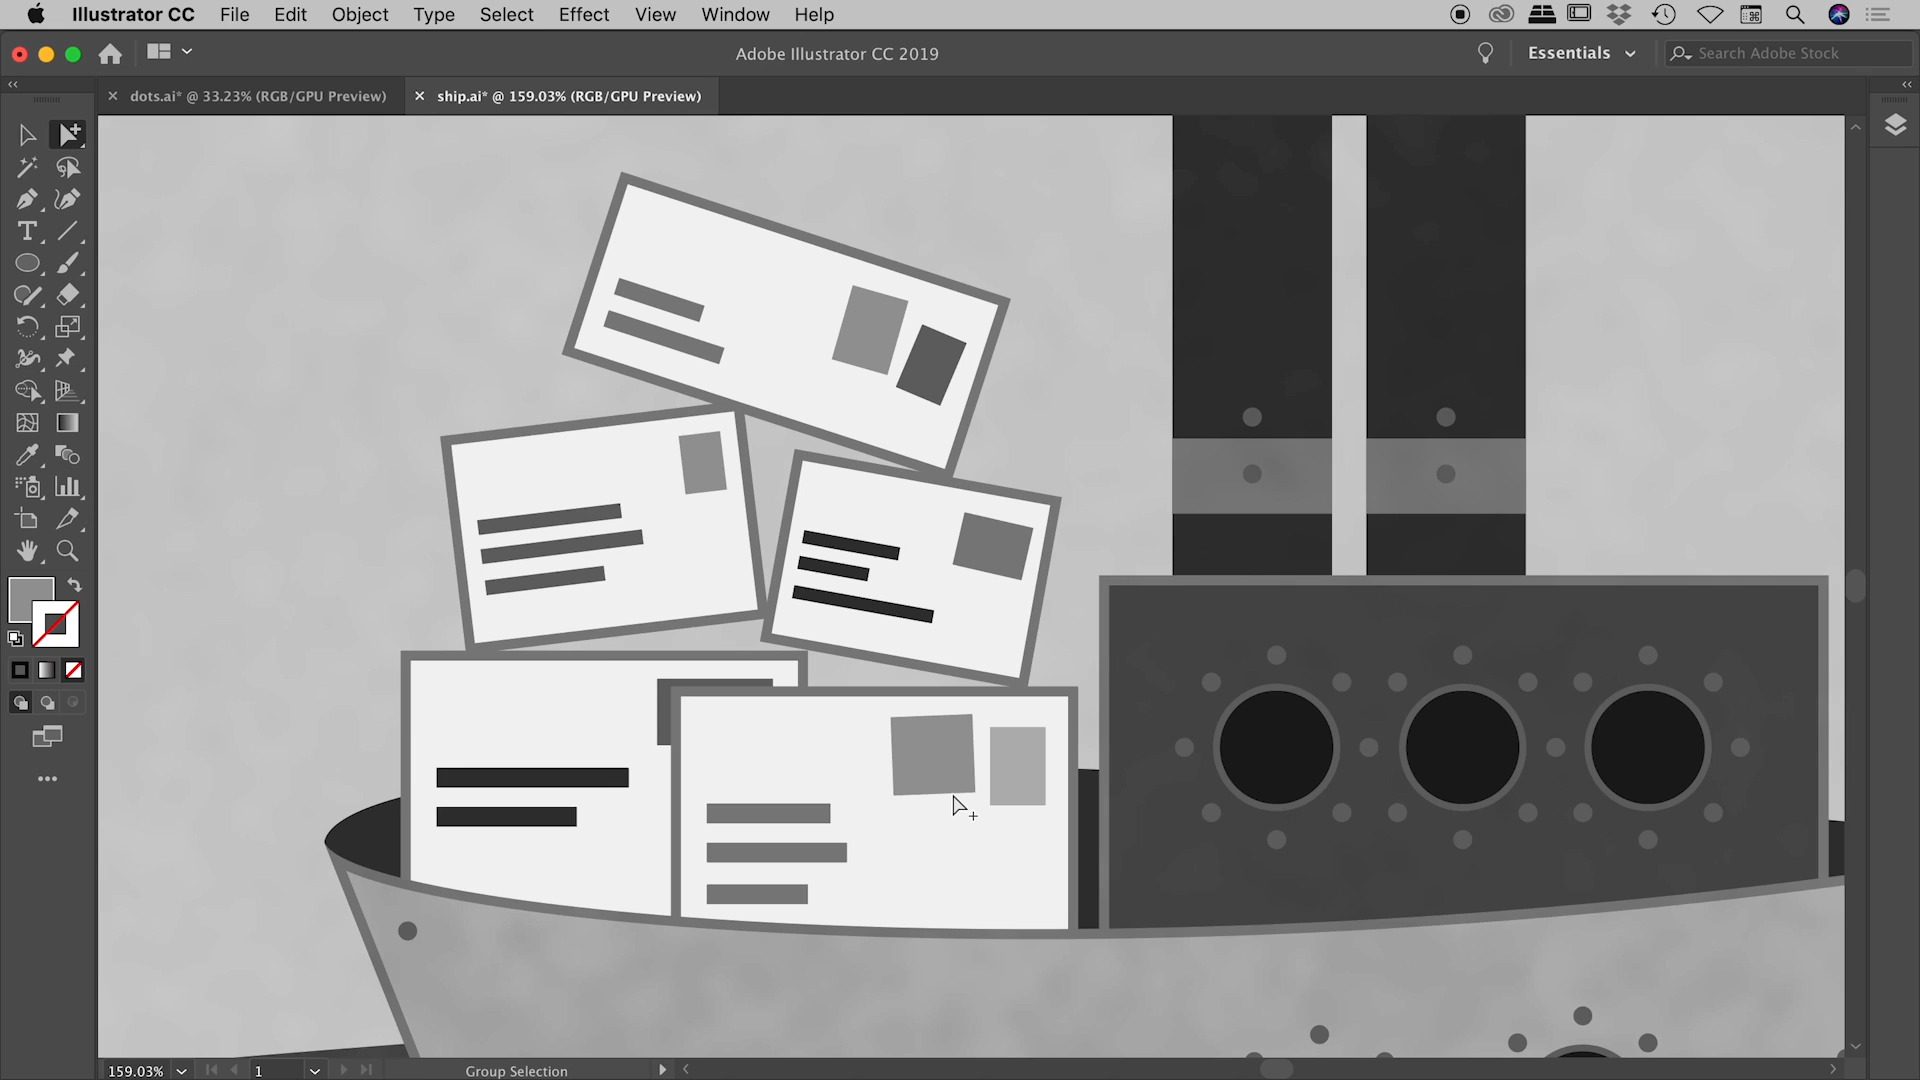 Illustrator CC File Edit Object Type Select Effect View Window Help
Adobe Illustrator CC 2019
Essentials
Search Adobe Stock
dots.ai* @ 33.23% (RGB/GPU Preview)
ship.ai* @ 159.03% (RGB/GPU Preview)
159.03%
1
Group Selection